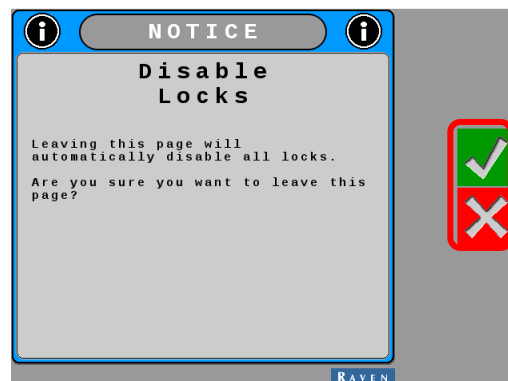 NOTICE
Disable
Locks
Leaving this page will
automatically disable all locks.
Are you sure you want to leave this
page?
RAVEN